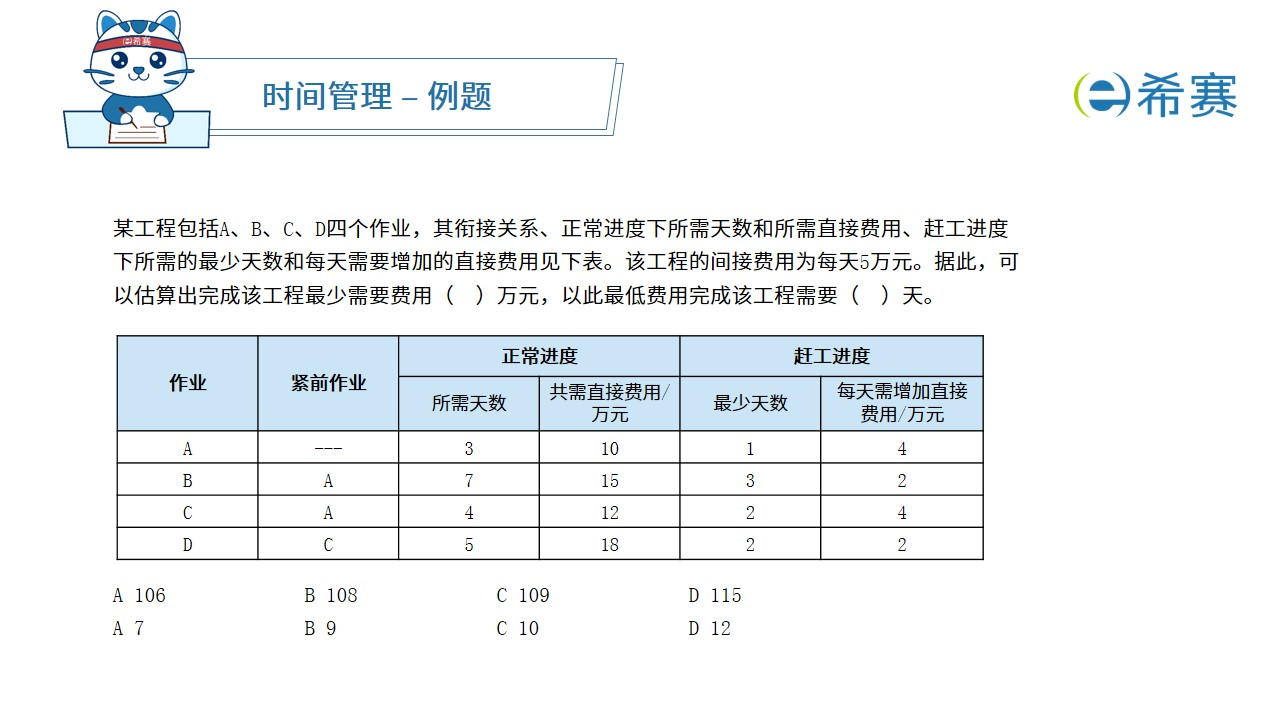 希赛
时间管理 – 例题
希赛
某工程包括A、B、C、D四个作业，其衔接关系、正常进度下所需天数和所需直接费用、赶工进度
下所需的最少天数和每天需要增加的直接费用见下表。该工程的间接费用为每天5万元。据此，可
以估算出完成该工程最少需要费用（ ）万元，以此最低费用完成该工程需要（ ）天。
作业 紧前作业 正常进度 赶工进度
所需天数 共需直接费用/万元 最少天数 每天需增加直接费用/万元
A --- 3 10 1 4
B A 7 15 3 2
C A 4 12 2 4
D C 5 18 2 2
A 106 B 108 C 109 D 115
A 7 B 9 C 10 D 12